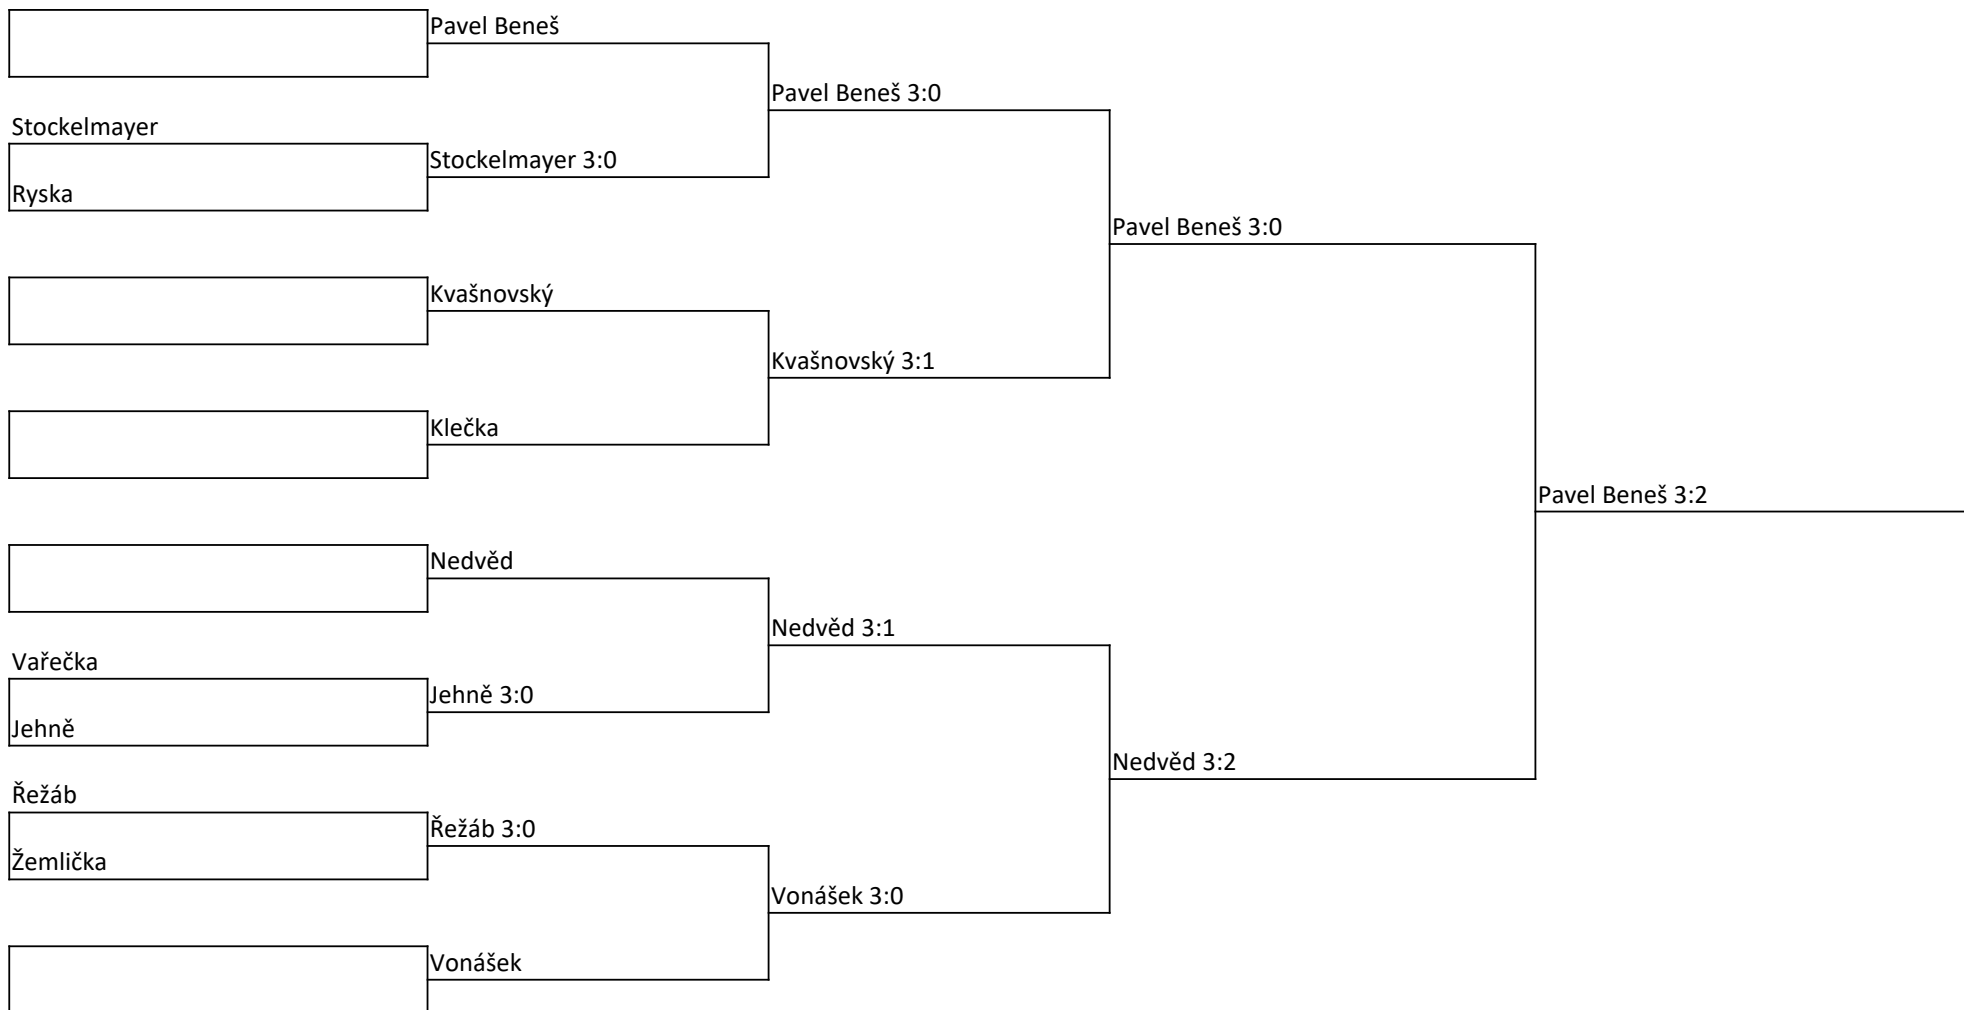 Pavel Beneš
Pavel Beneš 3:0
Stockelmayer
Stockelmayer 3:0
Ryska
Pavel Beneš 3:0
Kvašnovský
Kvašnovský 3:1
Klečka
Pavel Beneš 3:2
Nedvěd
Nedvěd 3:1
Vařečka
Jehně 3:0
Jehně
Nedvěd 3:2
Řežáb
Řežáb 3:0
Žemlička
Vonášek 3:0
Vonášek